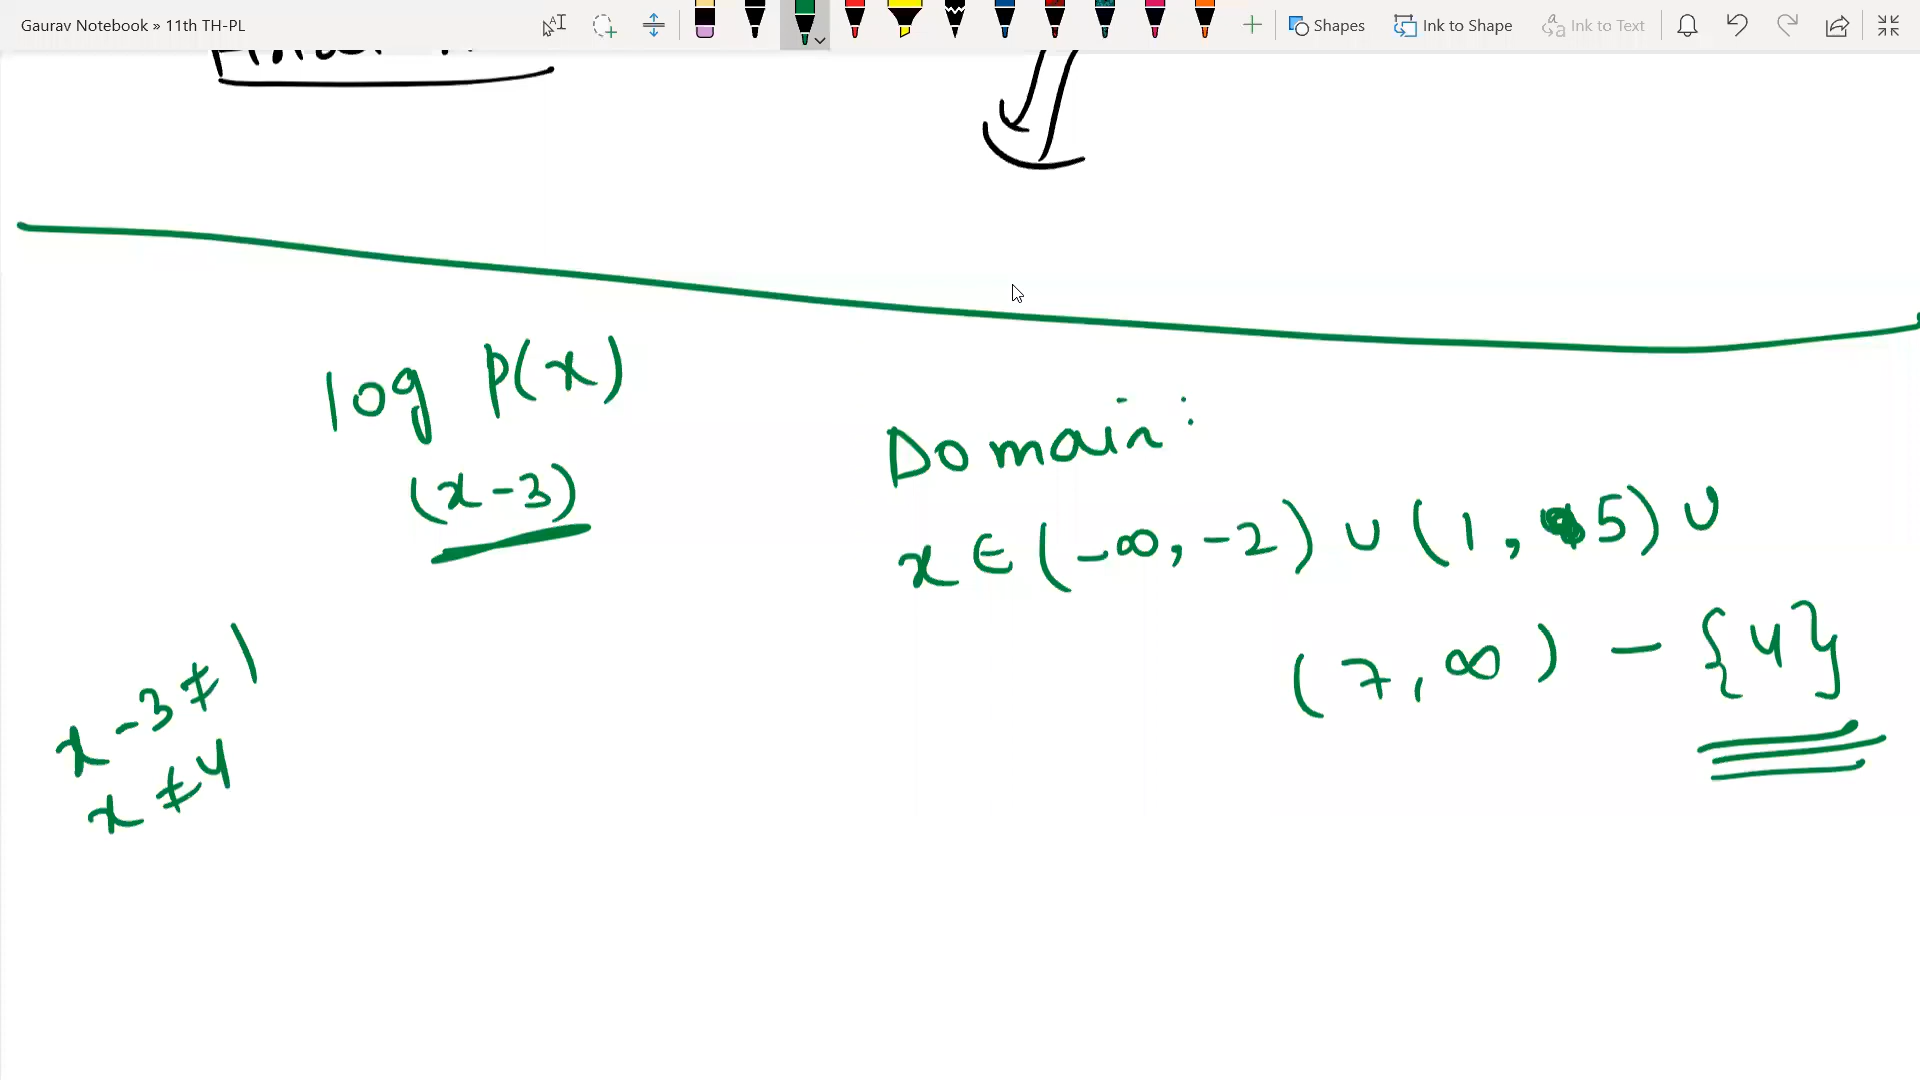 Gaurav Notebook » 11th TH-PL
Shapes
Ink to Shape
Ink to Text
log P(x)
(x-3)
Domain:
x ∈ (-∞, -2) ∪ (1, 5) ∪
(7, ∞) - {4}
x - 3 ≠ 1
x ≠ 4